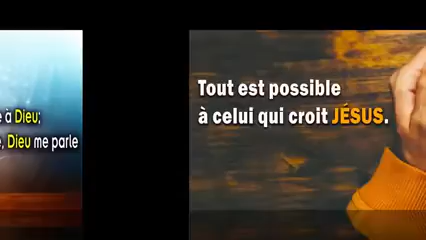 à Dieu;
, Dieu me parle
Tout est possible
à celui qui croit JÉSUS.